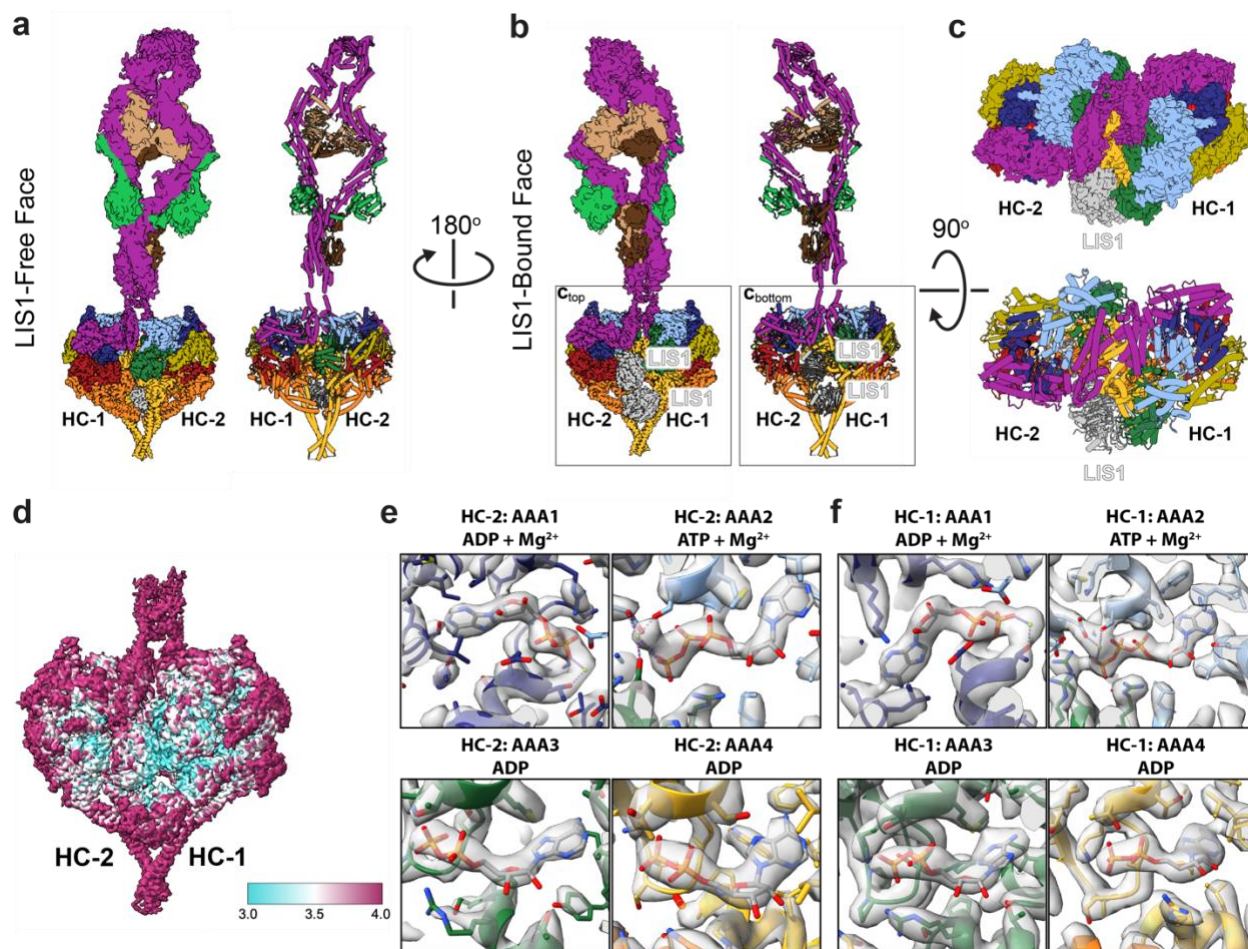 a
b
c
LIS1-Free Face
180°
LIS1-Bound Face
90°
HC-1
HC-2
HC-1
HC-2
Ctop
LIS1
LIS1
HC-2
HC-1
Cbottom
LIS1
LIS1
HC-2
HC-1
HC-2
HC-1
LIS1
HC-2
HC-1
LIS1
d
HC-2
HC-1
3.0
3.5
4.0
e
HC-2: AAA1
ADP + Mg²⁺
HC-2: AAA2
ATP + Mg²⁺
HC-2: AAA3
ADP
HC-2: AAA4
ADP
f
HC-1: AAA1
ADP + Mg²⁺
HC-1: AAA2
ATP + Mg²⁺
HC-1: AAA3
ADP
HC-1: AAA4
ADP